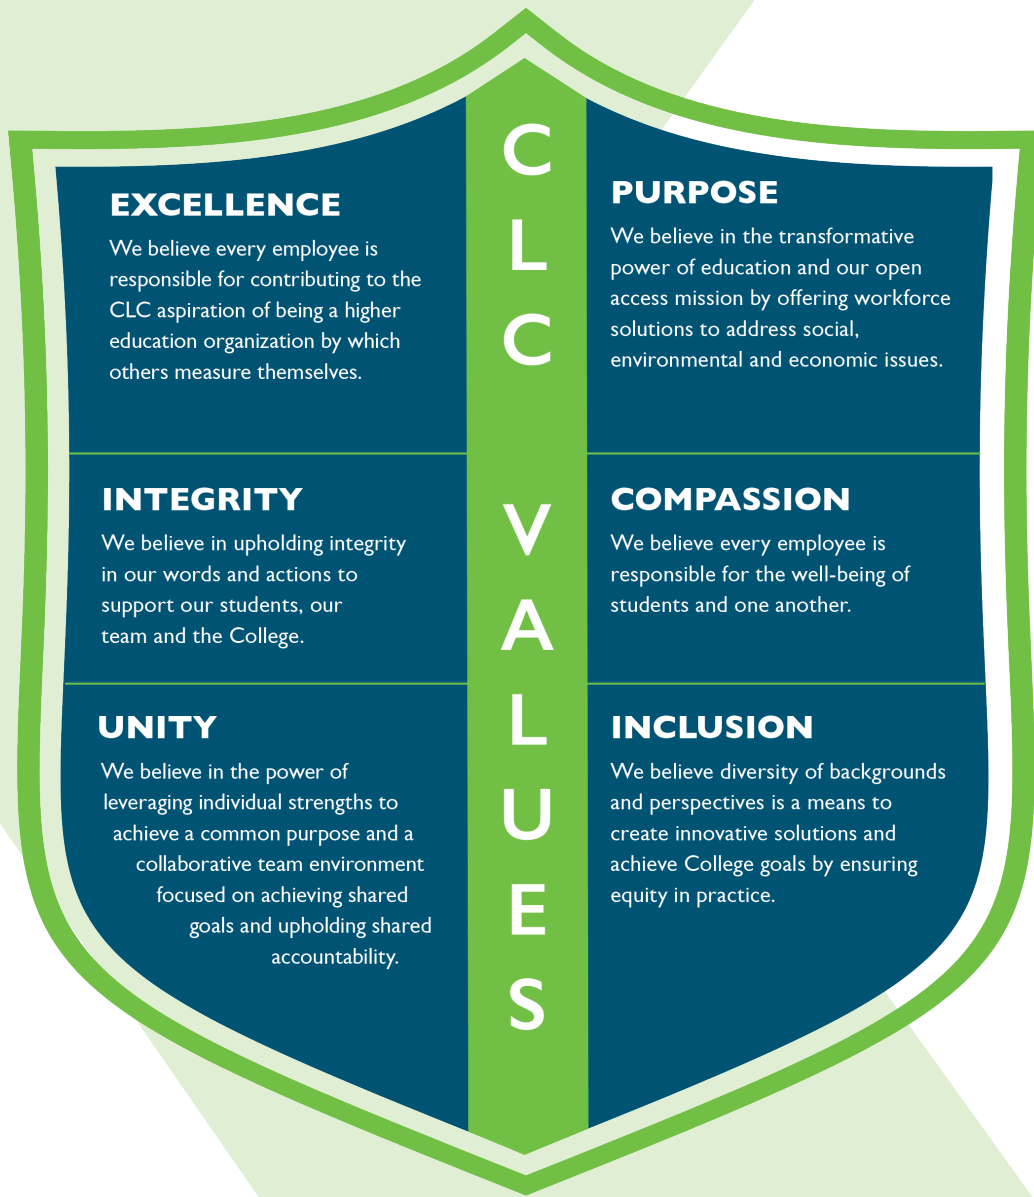 CLC VALUES
EXCELLENCE
We believe every employee is
responsible for contributing to the
CLC aspiration of being a higher
education organization by which
others measure themselves.
PURPOSE
We believe in the transformative
power of education and our open
access mission by offering workforce
solutions to address social,
environmental and economic issues.
INTEGRITY
We believe in upholding integrity
in our words and actions to
support our students, our
team and the College.
COMPASSION
We believe every employee is
responsible for the well-being of
students and one another.
UNITY
We believe in the power of
leveraging individual strengths to
achieve a common purpose and a
collaborative team environment
focused on achieving shared
goals and upholding shared
accountability.
INCLUSION
We believe diversity of backgrounds
and perspectives is a means to
create innovative solutions and
achieve College goals by ensuring
equity in practice.